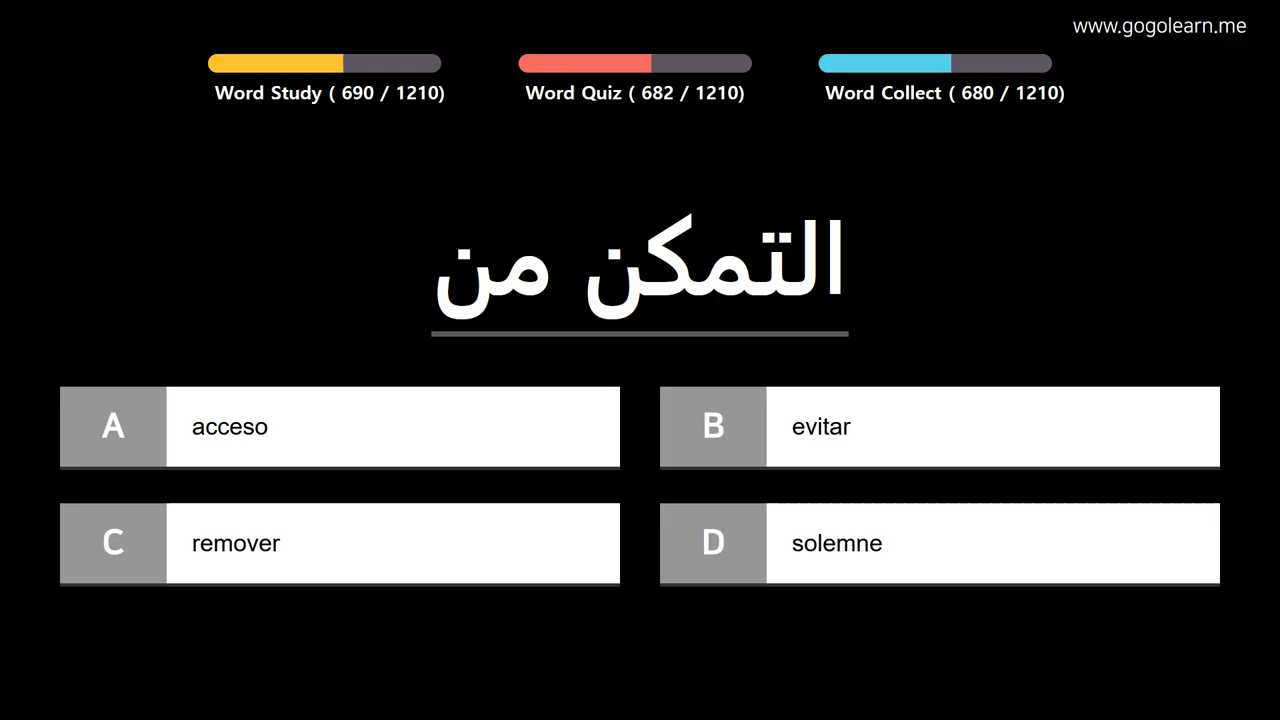 www.gogolearn.me
Word Study ( 690 / 1210)
Word Quiz ( 682 / 1210)
Word Collect ( 680 / 1210)
التمكن من
A acceso
B evitar
C remover
D solemne